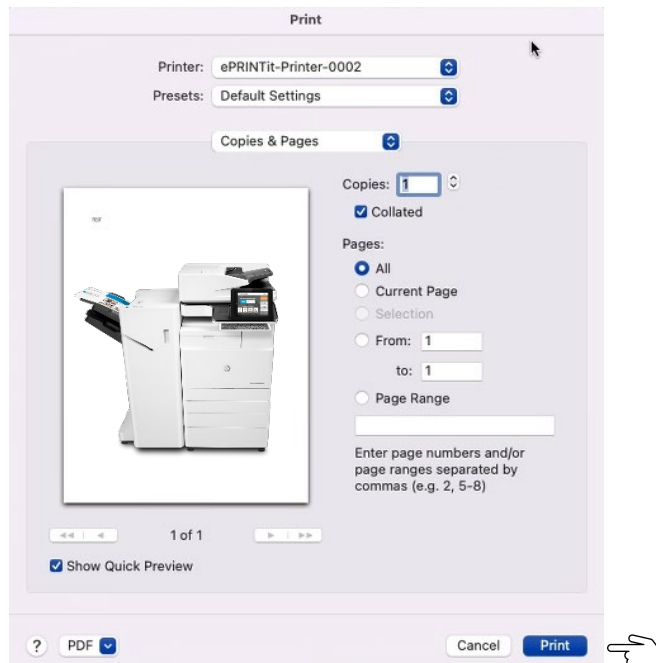 Print
Printer: ePRINTit-Printer-0002
Presets: Default Settings
Copies & Pages
Copies: 1
Collated
Pages:
All
Current Page
Selection
From: 1
to: 1
Page Range
Enter page numbers and/or
page ranges separated by
commas (e.g. 2, 5-8)
1 of 1
Show Quick Preview
? PDF Cancel Print